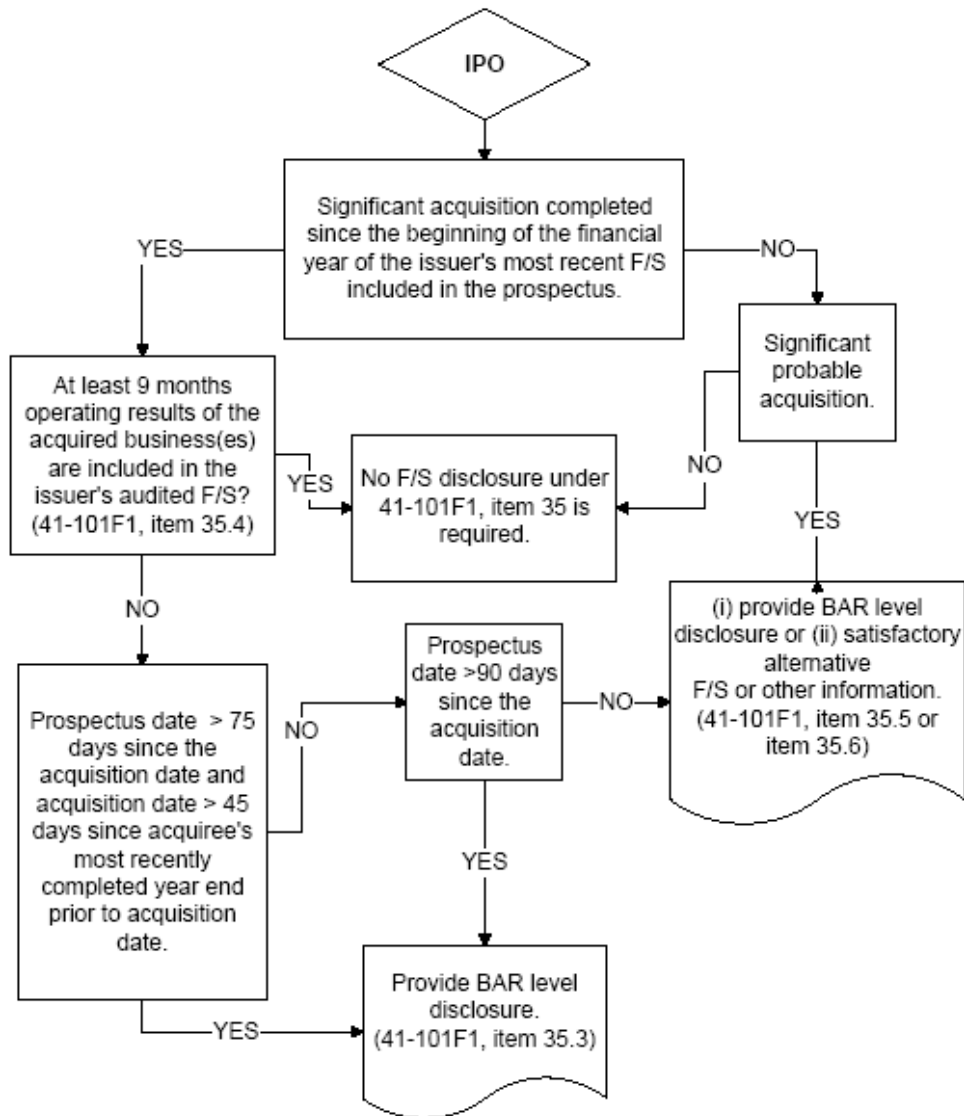 IPO
Significant acquisition completed
since the beginning of the financial
year of the issuer's most recent F/S
included in the prospectus.
YES
NO
At least 9 months
operating results of the
acquired business(es)
are included in the
issuer's audited F/S?
(41-101F1, item 35.4)
Significant
probable
acquisition.
YES
No F/S disclosure under
41-101F1, item 35 is
required.
NO
YES
NO
Prospectus date > 75
days since the
acquisition date and
acquisition date > 45
days since acquiree's
most recently
completed year end
prior to acquisition
date.
NO
Prospectus
date >90 days
since the
acquisition
date.
NO
(i) provide BAR level
disclosure or (ii) satisfactory
alternative
F/S or other information.
(41-101F1, item 35.5 or
item 35.6)
YES
YES
Provide BAR level
disclosure.
(41-101F1, item 35.3)